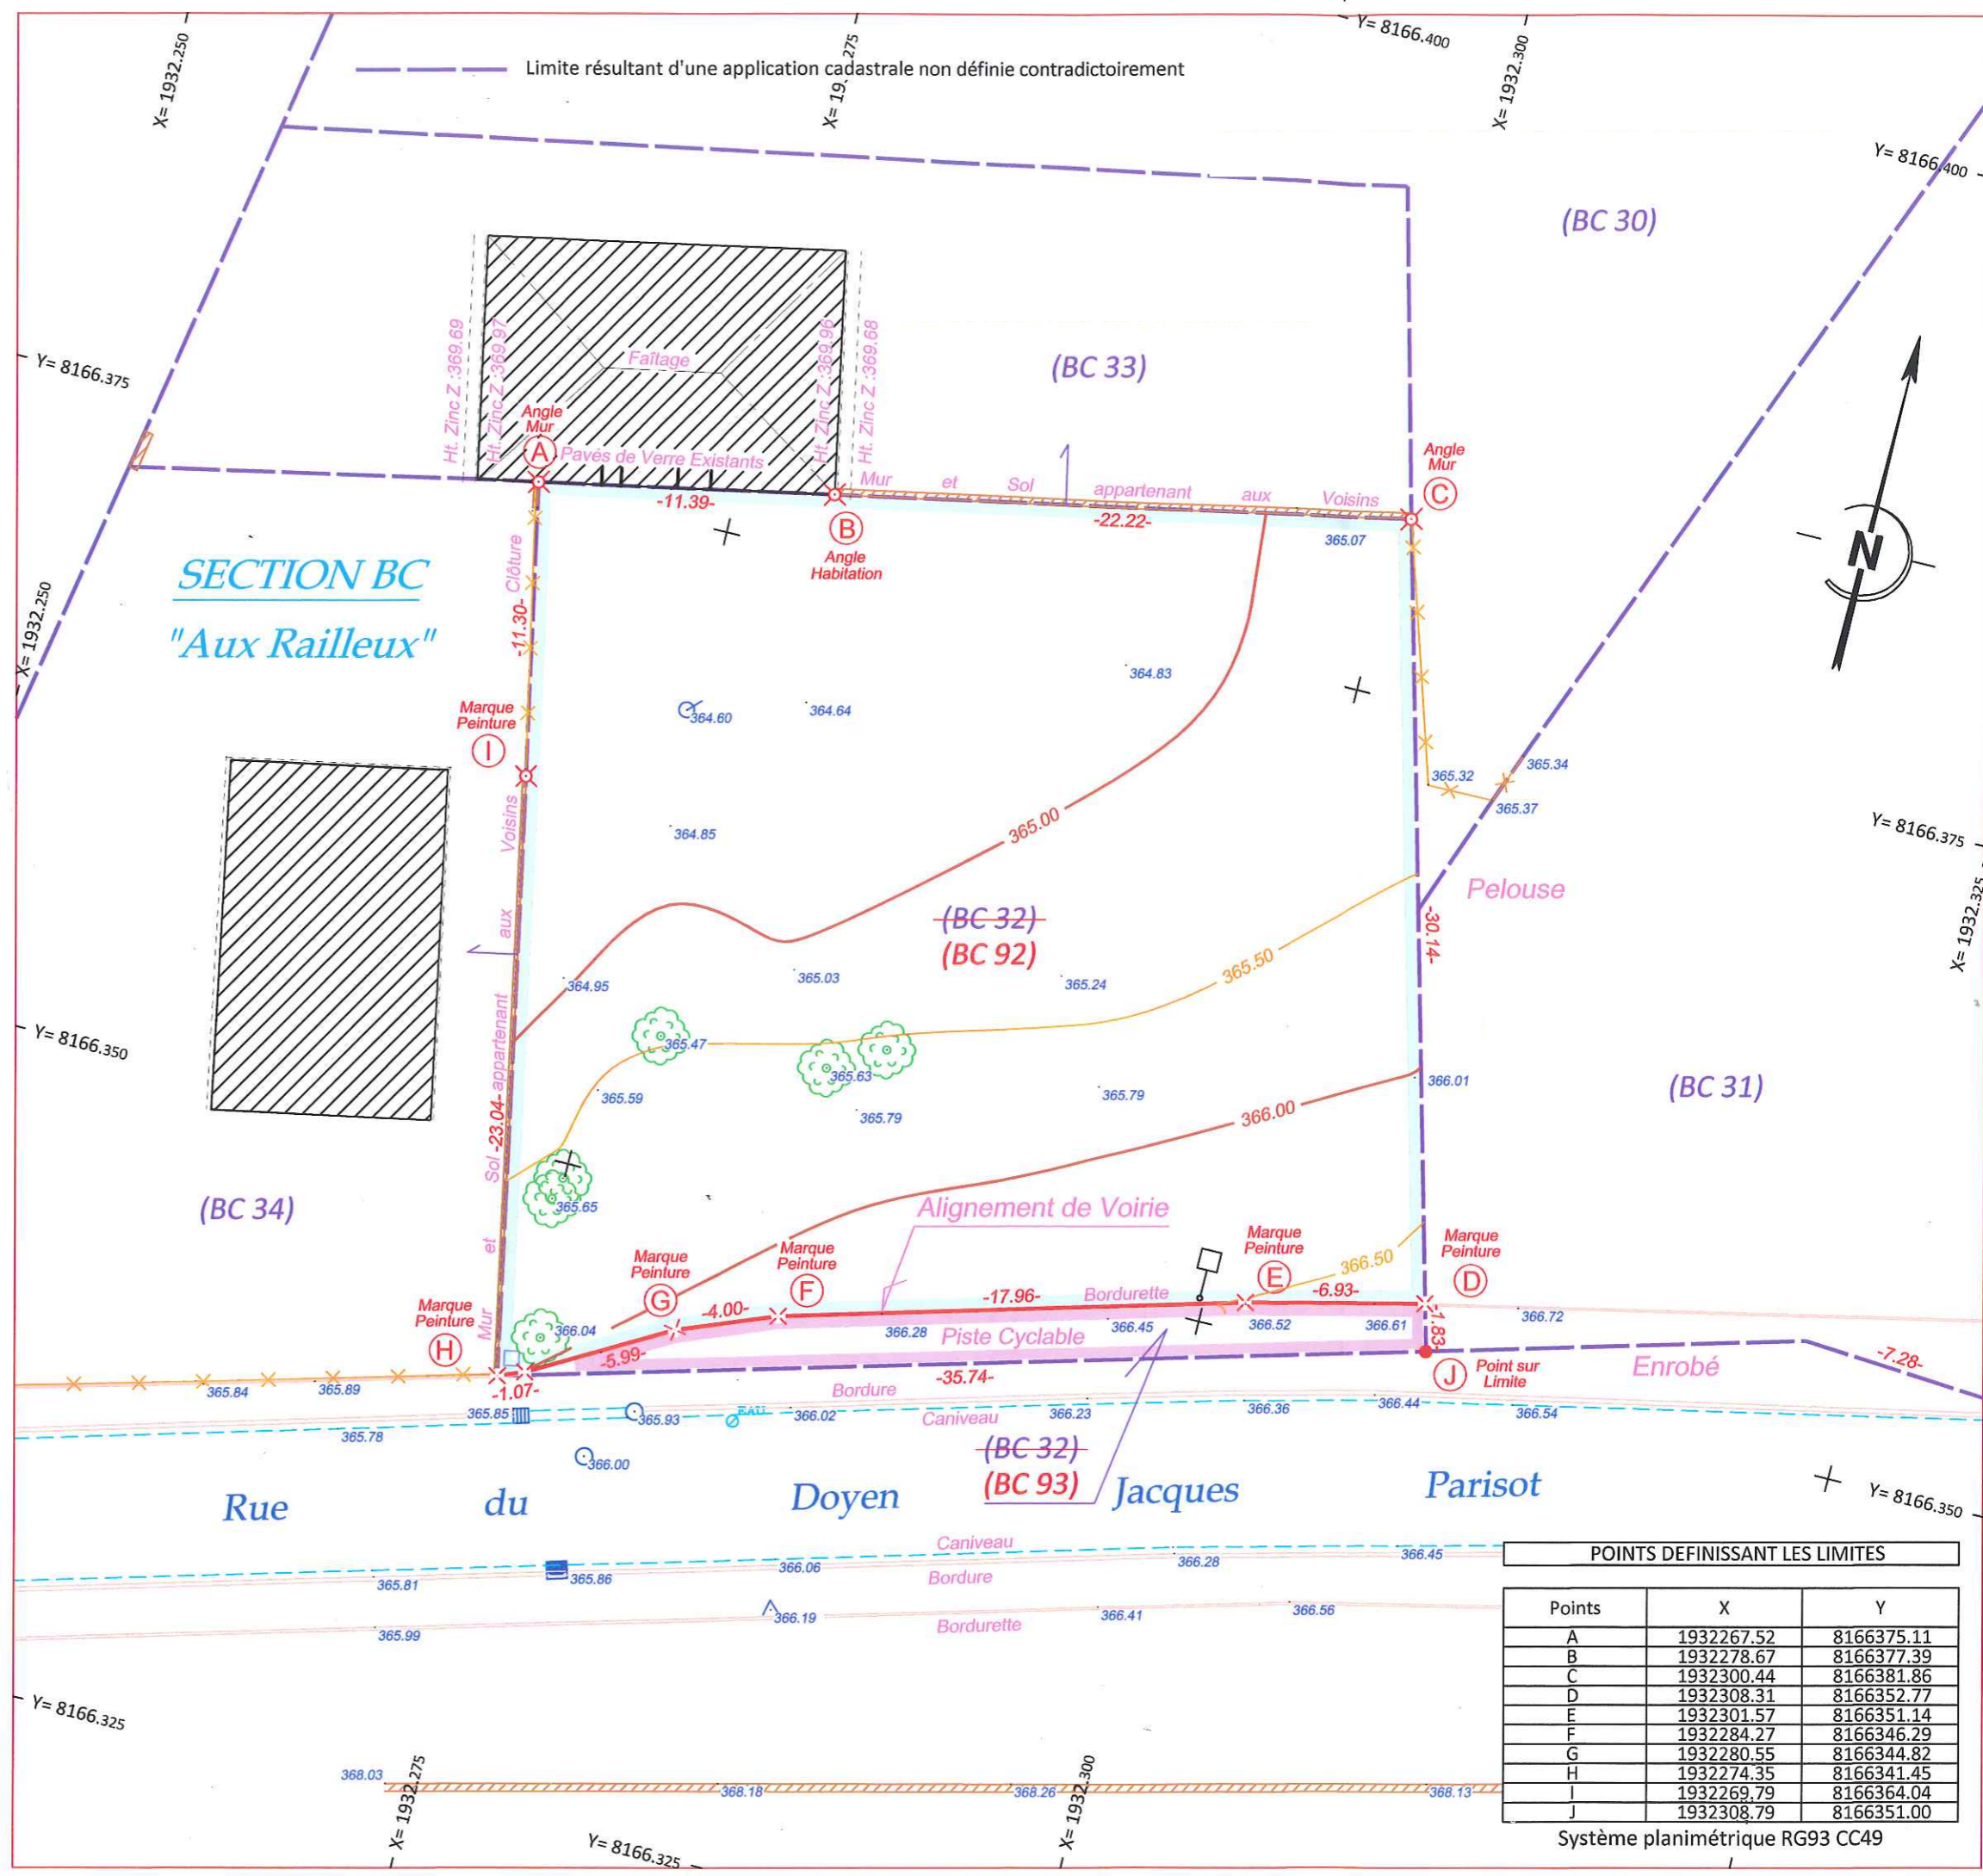 X= 1932.250
Y= 8166.400
X= 1932.300
Limite résultant d'une application cadastrale non définie contradictoirement
Y= 8166.400
(BC 30)
Ht. Zinc Z :369.69
Ht. Zinc Z :369.97
Faîtage
Ht. Zinc Z :369.96
Ht. Zinc Z :369.68
(BC 33)
Y= 8166.375
Angle
Mur
A
Pavés de Verre Existants
-11.39-
Mur et Sol appartenant aux Voisins
-22.22-
Angle
Mur
C
365.07
B
Angle
Habitation
N
SECTION BC
"Aux Railleux"
Clôture
-11.30-
X= 1932.250
Marque
Peinture
I
364.60
364.64
364.83
365.32
365.34
365.37
Y= 8166.375
364.85
365.00
Mur et Sol appartenant aux Voisins
-23.04-
(BC 32)
(BC 92)
Pelouse
-30.14-
X= 1932.325
364.95
365.03
365.24
365.50
Y= 8166.350
365.47
365.63
365.59
365.79
365.79
366.01
366.00
(BC 31)
(BC 34)
365.65
Alignement de Voirie
Marque
Peinture
G
Marque
Peinture
F
Marque
Peinture
E
366.50
Marque
Peinture
D
-4.00-
-17.96-
Bordurette
-6.93-
Marque
Peinture
H
366.04
-5.99-
366.28
Piste Cyclable
366.45
366.52
366.61
-1.83-
366.72
-1.07-
-35.74-
J
Point sur
Limite
Enrobé
-7.28-
365.84
365.89
Bordure
365.85
365.93
EAU
366.02
Caniveau
366.23
366.36
366.44
366.54
365.78
366.00
(BC 32)
(BC 93)
Rue du Doyen Jacques Parisot
Y= 8166.350
Caniveau
365.81
365.86
366.06
Bordure
366.28
366.45
365.99
366.19
Bordurette
366.41
366.56
Y= 8166.325
368.03
368.18
368.26
368.13
X= 1932.275
X= 1932.300
Y= 8166.325
POINTS DEFINISSANT LES LIMITES
Points X Y
A 1932267.52 8166375.11
B 1932278.67 8166377.39
C 1932300.44 8166381.86
D 1932308.31 8166352.77
E 1932301.57 8166351.14
F 1932284.27 8166346.29
G 1932280.55 8166344.82
H 1932274.35 8166341.45
I 1932269.79 8166364.04
J 1932308.79 8166351.00
Système planimétrique RG93 CC49